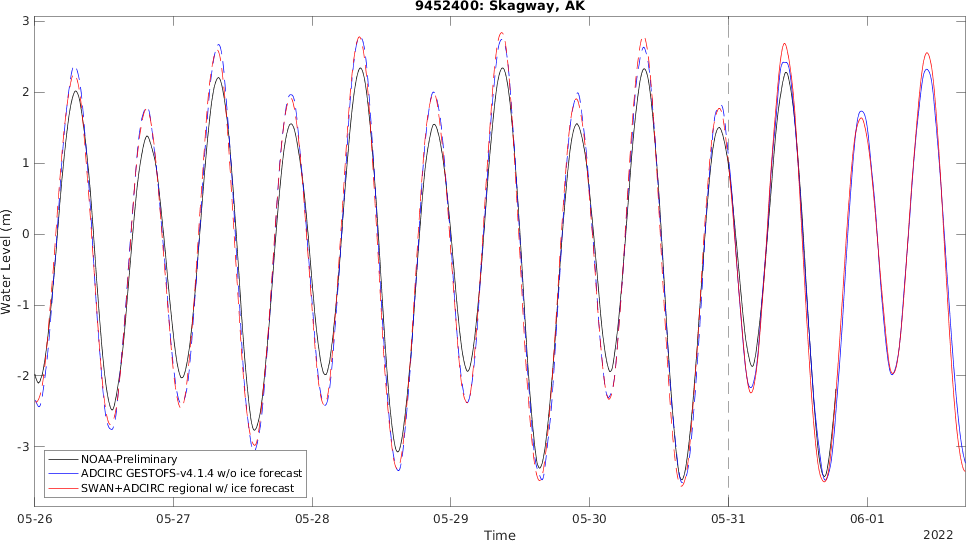 9452400: Skagway, AK
3
2
1
0
-1
-2
-3
Water Level (m)
NOAA-Preliminary
ADCIRC GESTOFS-v4.1.4 w/o ice forecast
SWAN+ADCIRC regional w/ ice forecast
05-26
05-27
05-28
05-29
05-30
05-31
06-01
Time
2022